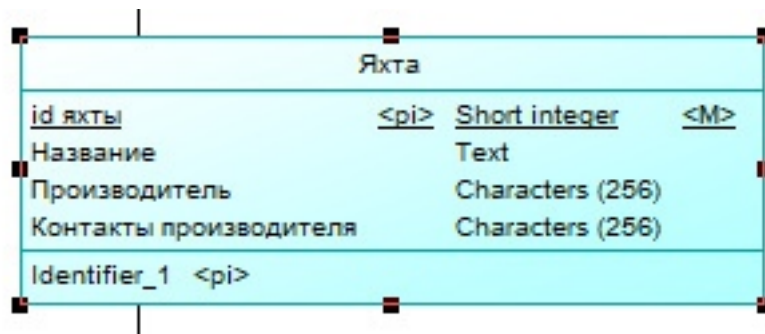 Яхта
id яхты <pi> Short integer <M>
Название Text
Производитель Characters (256)
Контакты производителя Characters (256)
Identifier_1 <pi>